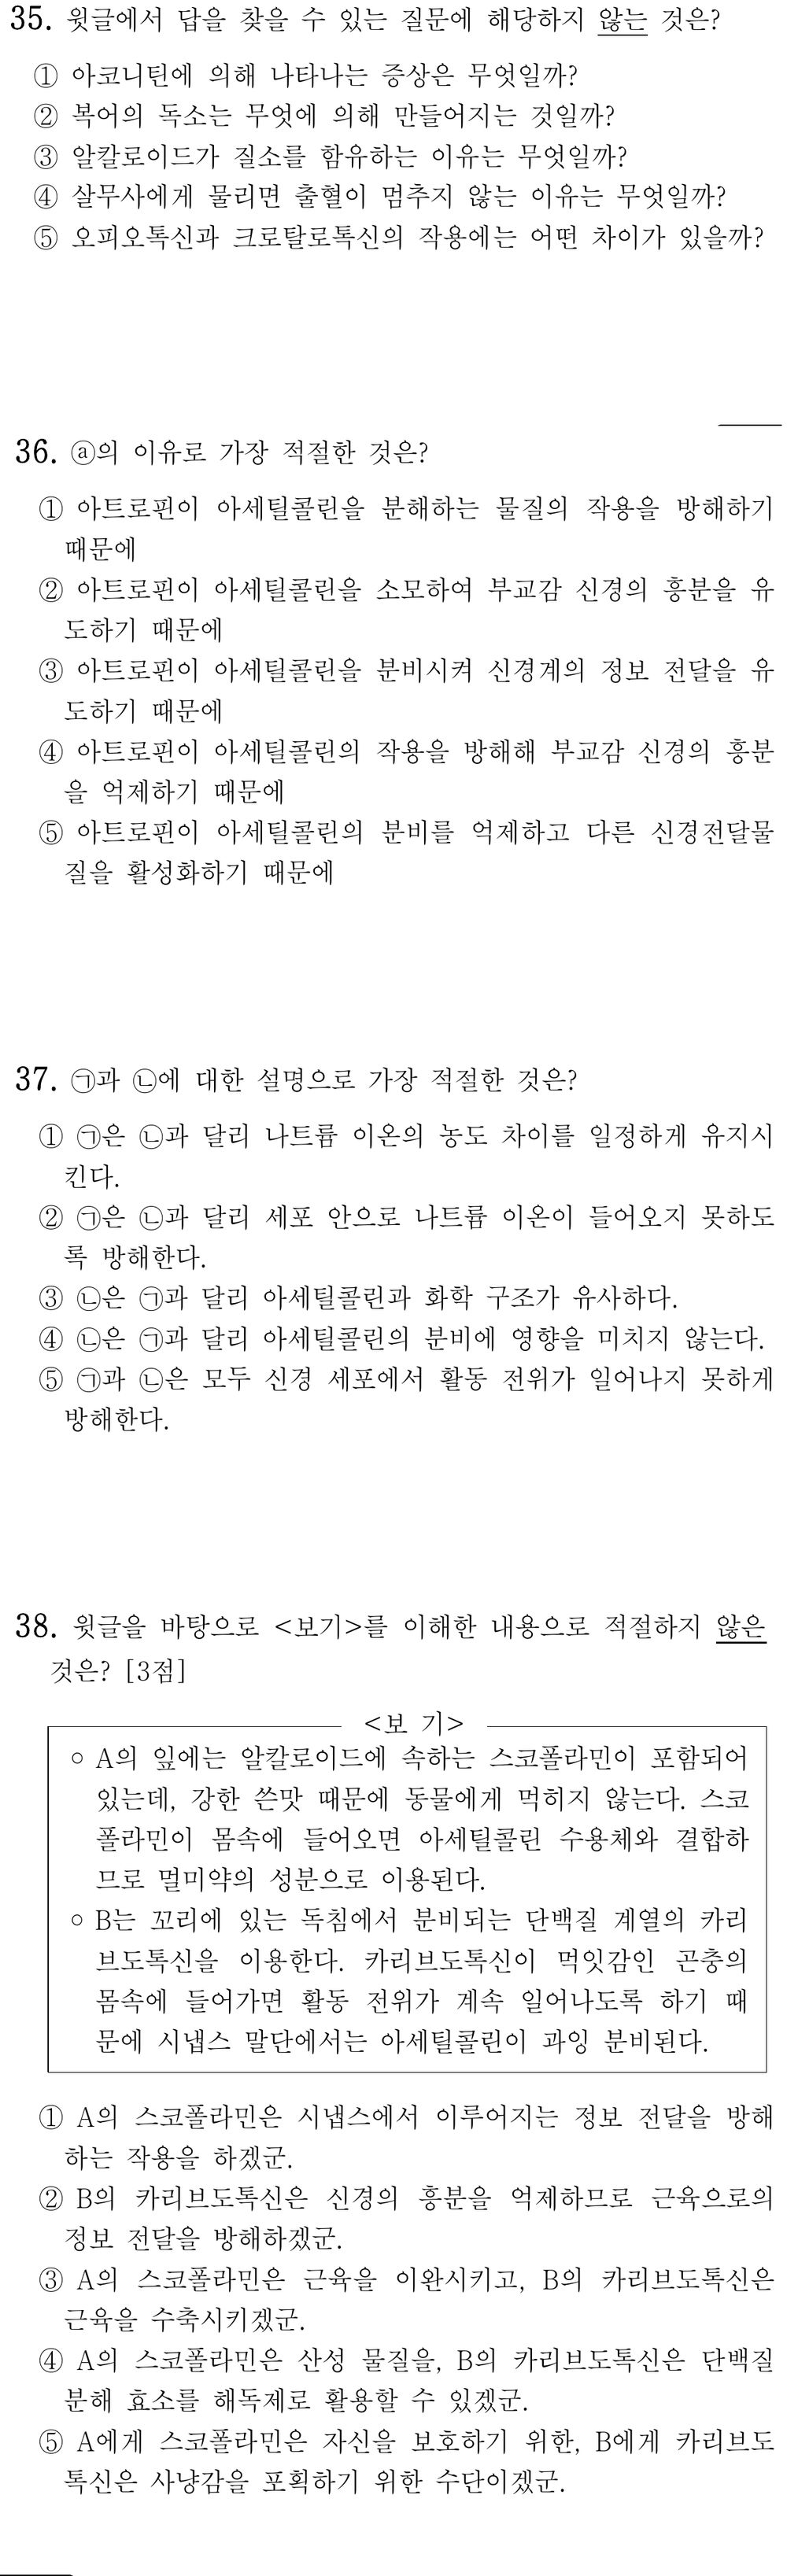 35. 윗글에서 답을 찾을 수 있는 질문에 해당하지 않는 것은?
① 아코니틴에 의해 나타나는 증상은 무엇일까?
② 복어의 독소는 무엇에 의해 만들어지는 것일까?
③ 알칼로이드가 질소를 함유하는 이유는 무엇일까?
④ 살무사에게 물리면 출혈이 멈추지 않는 이유는 무엇일까?
⑤ 오피오톡신과 크로탈로톡신의 작용에는 어떤 차이가 있을까?
36. ⓐ의 이유로 가장 적절한 것은?
① 아트로핀이 아세틸콜린을 분해하는 물질의 작용을 방해하기
때문에
② 아트로핀이 아세틸콜린을 소모하여 부교감 신경의 흥분을 유
도하기 때문에
③ 아트로핀이 아세틸콜린을 분비시켜 신경계의 정보 전달을 유
도하기 때문에
④ 아트로핀이 아세틸콜린의 작용을 방해해 부교감 신경의 흥분
을 억제하기 때문에
⑤ 아트로핀이 아세틸콜린의 분비를 억제하고 다른 신경전달물
질을 활성화하기 때문에
37. ㉠과 ㉡에 대한 설명으로 가장 적절한 것은?
① ㉠은 ㉡과 달리 나트륨 이온의 농도 차이를 일정하게 유지시
킨다.
② ㉠은 ㉡과 달리 세포 안으로 나트륨 이온이 들어오지 못하도
록 방해한다.
③ ㉡은 ㉠과 달리 아세틸콜린과 화학 구조가 유사하다.
④ ㉡은 ㉠과 달리 아세틸콜린의 분비에 영향을 미치지 않는다.
⑤ ㉠과 ㉡은 모두 신경 세포에서 활동 전위가 일어나지 못하게
방해한다.
38. 윗글을 바탕으로 <보기>를 이해한 내용으로 적절하지 않은
것은? [3점]
<보 기>
○ A의 잎에는 알칼로이드에 속하는 스코폴라민이 포함되어
있는데, 강한 쓴맛 때문에 동물에게 먹히지 않는다. 스코
폴라민이 몸속에 들어오면 아세틸콜린 수용체와 결합하
므로 멀미약의 성분으로 이용된다.
○ B는 꼬리에 있는 독침에서 분비되는 단백질 계열의 카리
브도톡신을 이용한다. 카리브도톡신이 먹잇감인 곤충의
몸속에 들어가면 활동 전위가 계속 일어나도록 하기 때
문에 시냅스 말단에서는 아세틸콜린이 과잉 분비된다.
① A의 스코폴라민은 시냅스에서 이루어지는 정보 전달을 방해
하는 작용을 하겠군.
② B의 카리브도톡신은 신경의 흥분을 억제하므로 근육으로의
정보 전달을 방해하겠군.
③ A의 스코폴라민은 근육을 이완시키고, B의 카리브도톡신은
근육을 수축시키겠군.
④ A의 스코폴라민은 산성 물질을, B의 카리브도톡신은 단백질
분해 효소를 해독제로 활용할 수 있겠군.
⑤ A에게 스코폴라민은 자신을 보호하기 위한, B에게 카리브도
톡신은 사냥감을 포획하기 위한 수단이겠군.